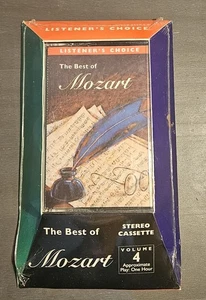 LISTENER'S CHOICE
LISTENER'S CHOICE
The Best of
Mozart
The Best of
Mozart
STEREO
CASSETTE
VOLUME
4
Approximate
Play: One Hour